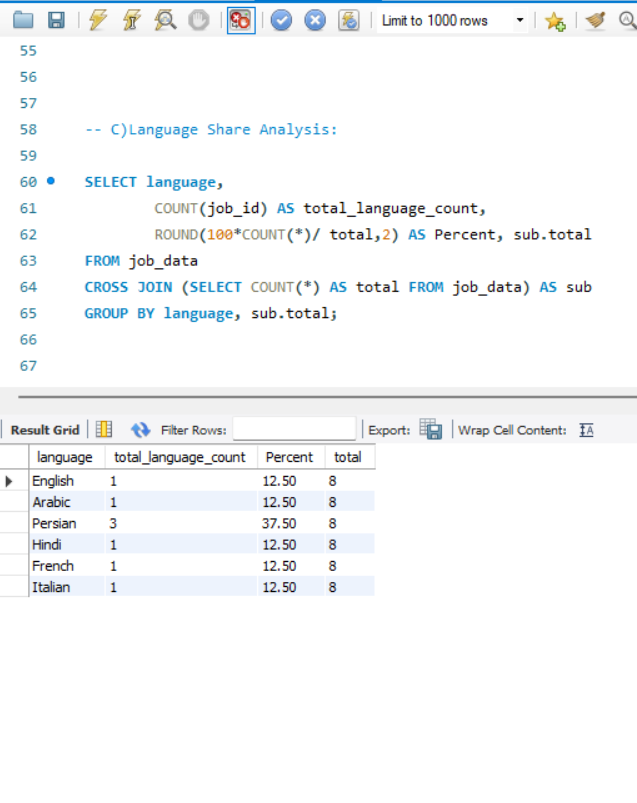 Limit to 1000 rows
55
56
57
58 -- C)Language Share Analysis:
59
60 SELECT language,
61 COUNT(job_id) AS total_language_count,
62 ROUND(100*COUNT(*)/ total,2) AS Percent, sub.total
63 FROM job_data
64 CROSS JOIN (SELECT COUNT(*) AS total FROM job_data) AS sub
65 GROUP BY language, sub.total;
66
67
Result Grid Filter Rows: Export: Wrap Cell Content:
language total_language_count Percent total
English 1 12.50 8
Arabic 1 12.50 8
Persian 3 37.50 8
Hindi 1 12.50 8
French 1 12.50 8
Italian 1 12.50 8